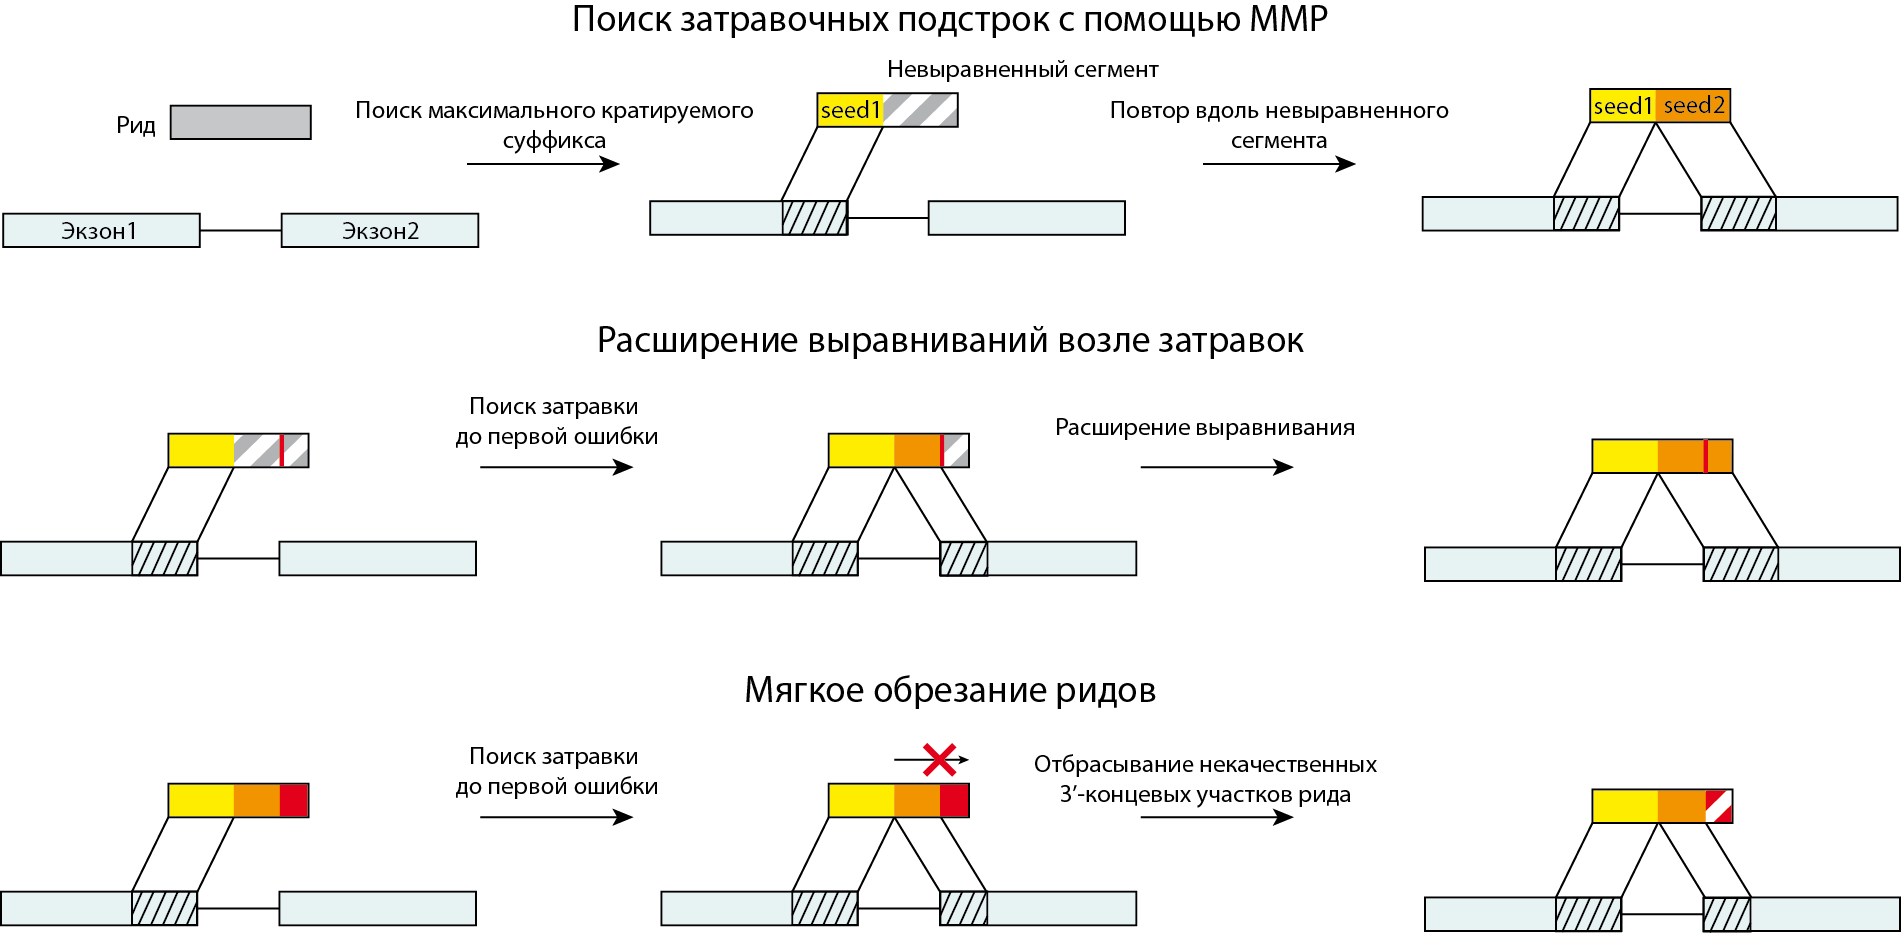 Поиск затравочных подстрок с помощью MMP
Рид
Экзон1
Экзон2
Поиск максимального кратируемого
суффикса
Невыравненный сегмент
seed1
Повтор вдоль невыравненного
сегмента
seed1
seed2
Расширение выравниваний возле затравок
Поиск затравки
до первой ошибки
Расширение выравнивания
Мягкое обрезание ридов
Поиск затравки
до первой ошибки
Отбрасывание некачественных
3’-концевых участков рида